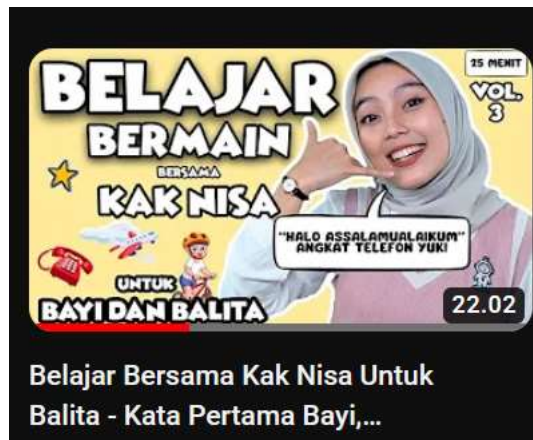 BELAJAR
BERMAIN
BERSAMA
KAK NISA
UNTUK
BAYI DAN BALITA
25 MENIT
VOL.
3
"HALO ASSALAMUALAIKUM"
ANGKAT TELEFON YUK!
22.02
Belajar Bersama Kak Nisa Untuk
Balita - Kata Pertama Bayi,...